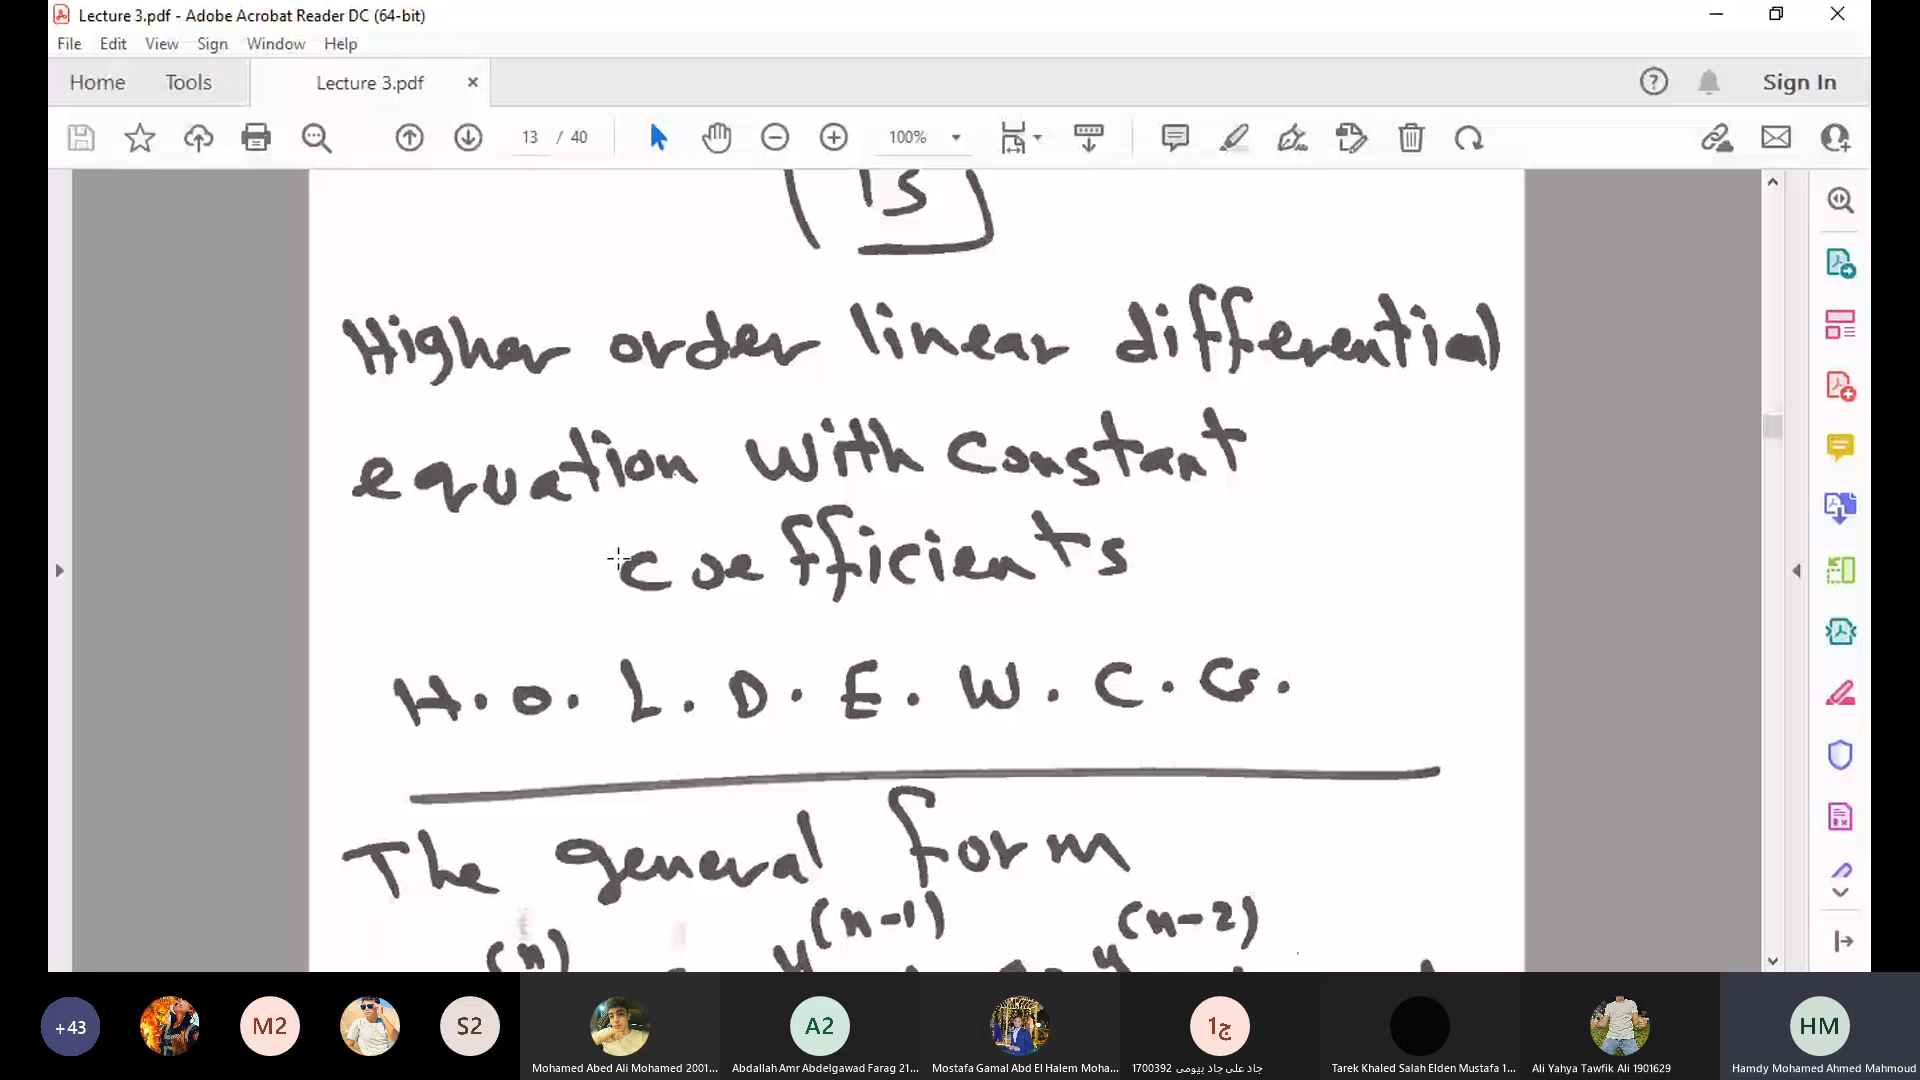 Lecture 3.pdf - Adobe Acrobat Reader DC (64-bit)
File Edit View Sign Window Help
Home Tools Lecture 3.pdf × Sign In
13 / 40 100%
15
Higher order linear differential
equation with constant
coefficients
H.O.L.D.E.W.C.Cs.
The general form
(n) y(n-1) y(n-2)
+43 M2 S2 A2 ج1 HM
Mohamed Abed Ali Mohamed 2001... Abdallah Amr Abdelgawad Farag 21... Mostafa Gamal Abd El Halem Moha... جاد على جاد بيومى 1700392 Tarek Khaled Salah Elden Mustafa 1... Ali Yahya Tawfik Ali 1901629 Hamdy Mohamed Ahmed Mahmoud